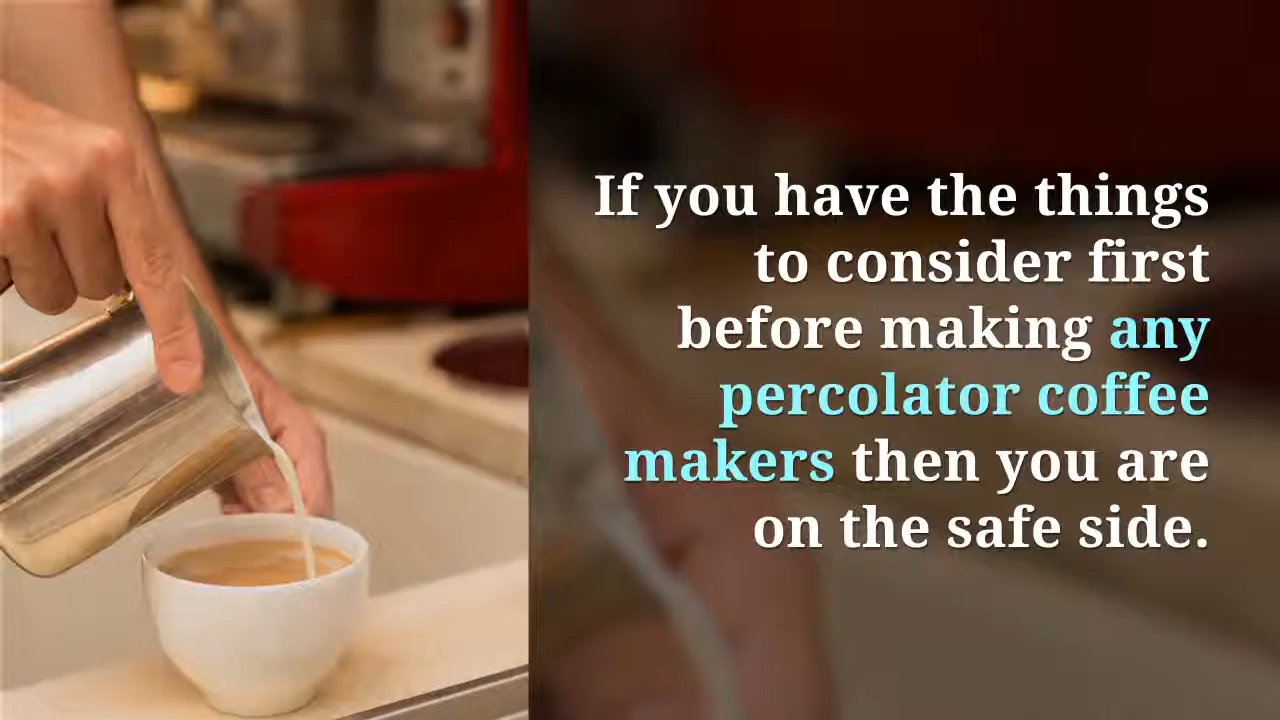 If you have the things
to consider first
before making any
percolator coffee
makers then you are
on the safe side.